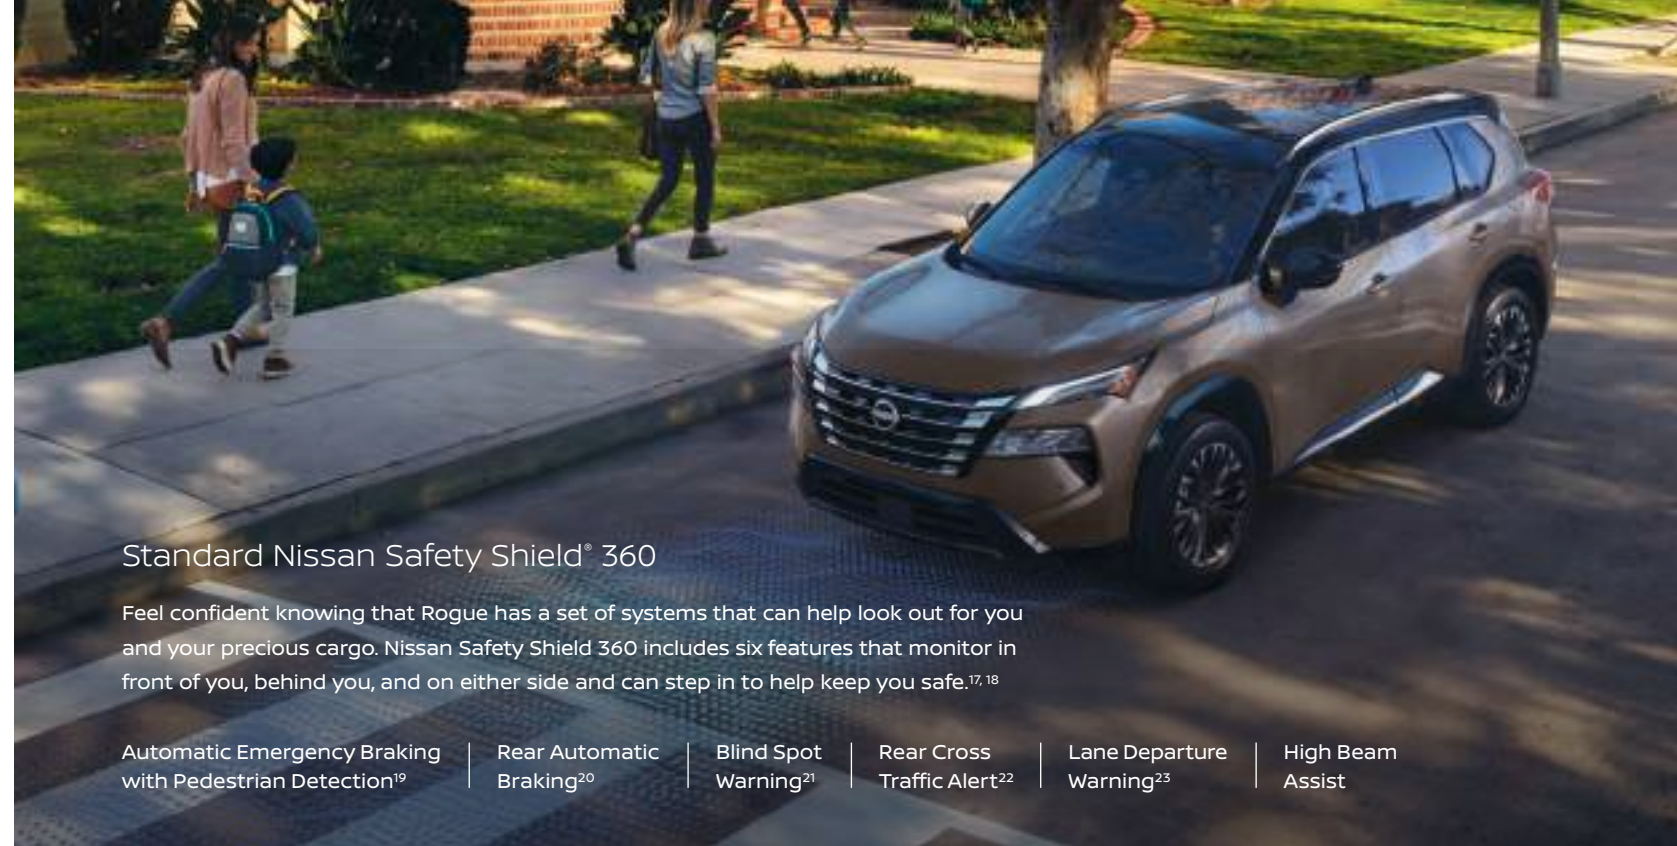 Standard Nissan Safety Shield® 360
Feel confident knowing that Rogue has a set of systems that can help look out for you
and your precious cargo. Nissan Safety Shield 360 includes six features that monitor in
front of you, behind you, and on either side and can step in to help keep you safe.17, 18
Automatic Emergency Braking
with Pedestrian Detection19
Rear Automatic
Braking20
Blind Spot
Warning21
Rear Cross
Traffic Alert22
Lane Departure
Warning23
High Beam
Assist